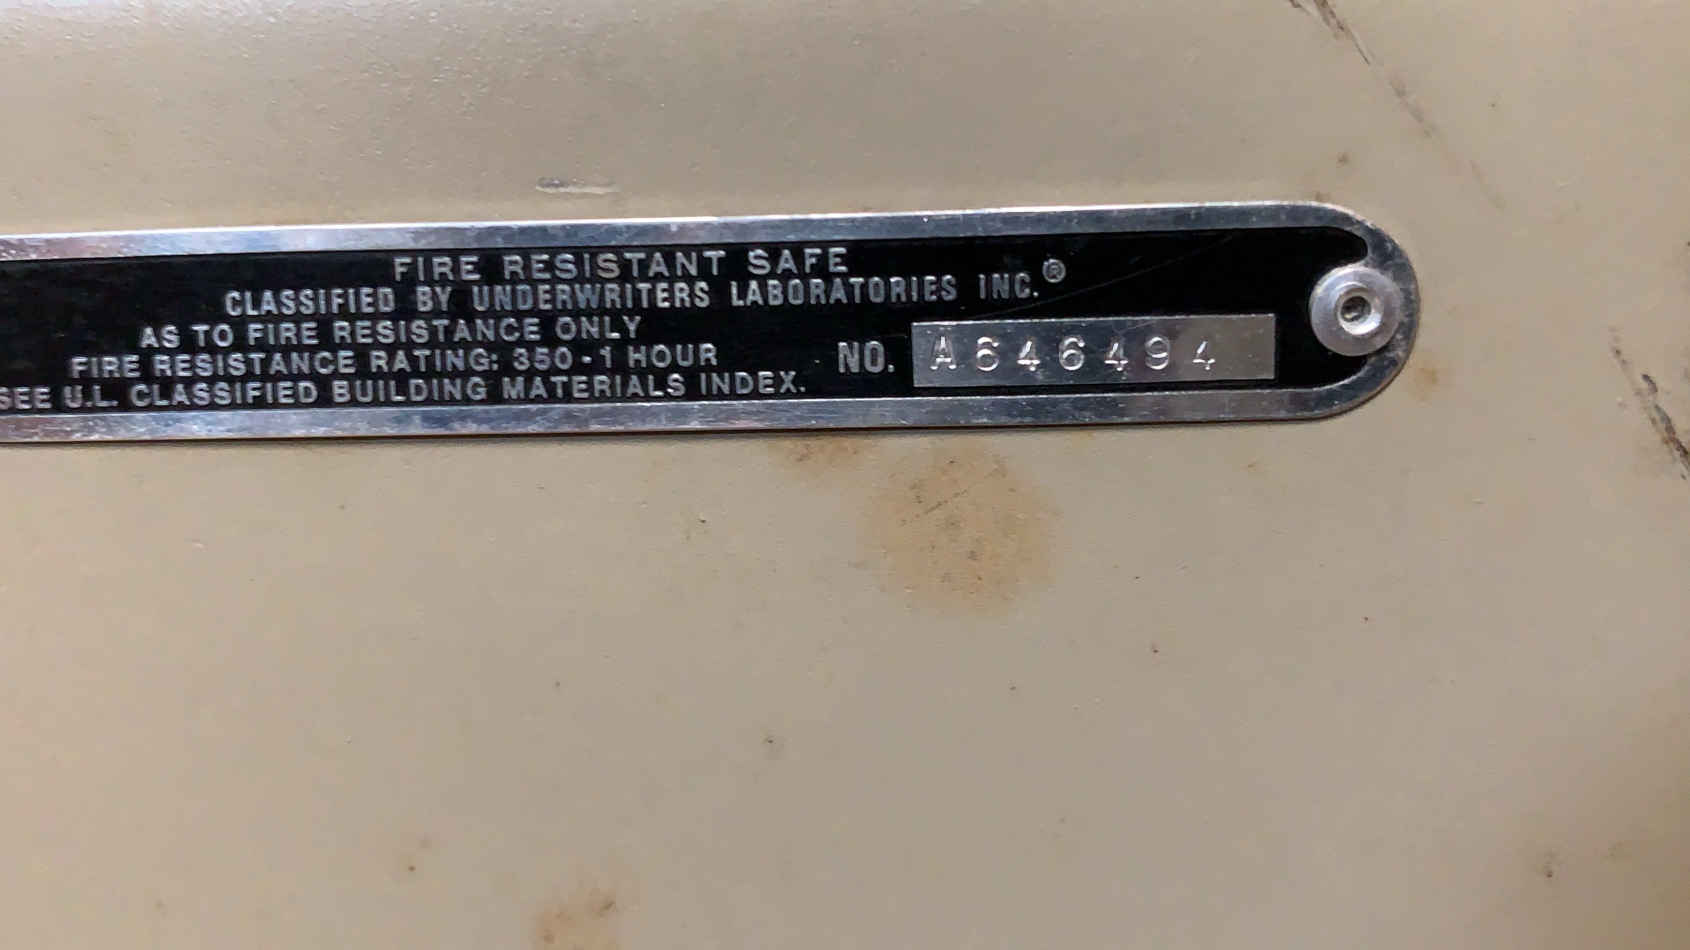 FIRE RESISTANT SAFE
CLASSIFIED BY UNDERWRITERS LABORATORIES INC.®
AS TO FIRE RESISTANCE ONLY
FIRE RESISTANCE RATING: 350-1 HOUR
SEE U.L. CLASSIFIED BUILDING MATERIALS INDEX.
NO. A646494